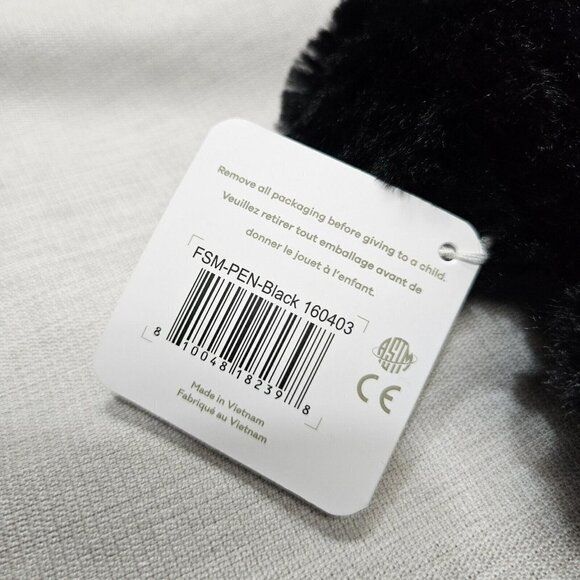 Remove all packaging before giving to a child.
Veuillez retirer tout emballage avant de
donner le jouet à l'enfant.
FSM-PEN-Black 160403
8 10048 18239 8
ASTM
CE
Made in Vietnam
Fabriqué au Vietnam